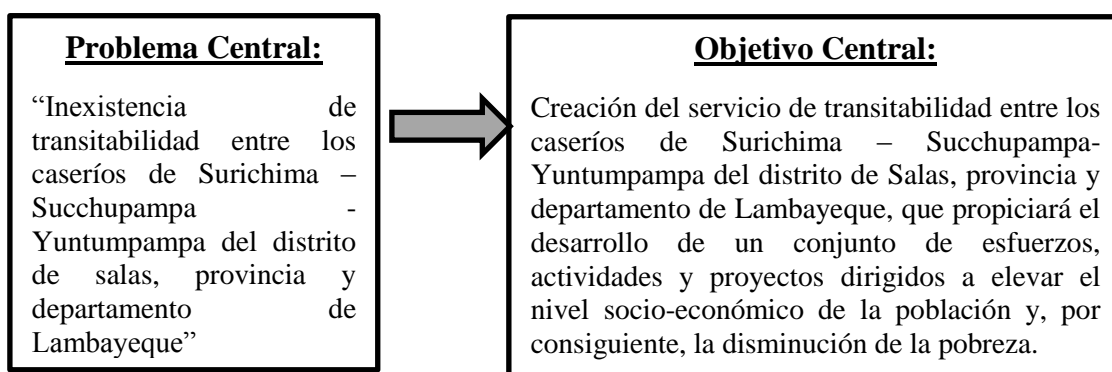 Problema Central:
“Inexistencia de
transitabilidad entre los
caseríos de Surichima –
Succhupampa -
Yuntumpampa del distrito
de salas, provincia y
departamento de
Lambayeque”
Objetivo Central:
Creación del servicio de transitabilidad entre los
caseríos de Surichima – Succhupampa-
Yuntumpampa del distrito de Salas, provincia y
departamento de Lambayeque, que propiciará el
desarrollo de un conjunto de esfuerzos,
actividades y proyectos dirigidos a elevar el
nivel socio-económico de la población y, por
consiguiente, la disminución de la pobreza.